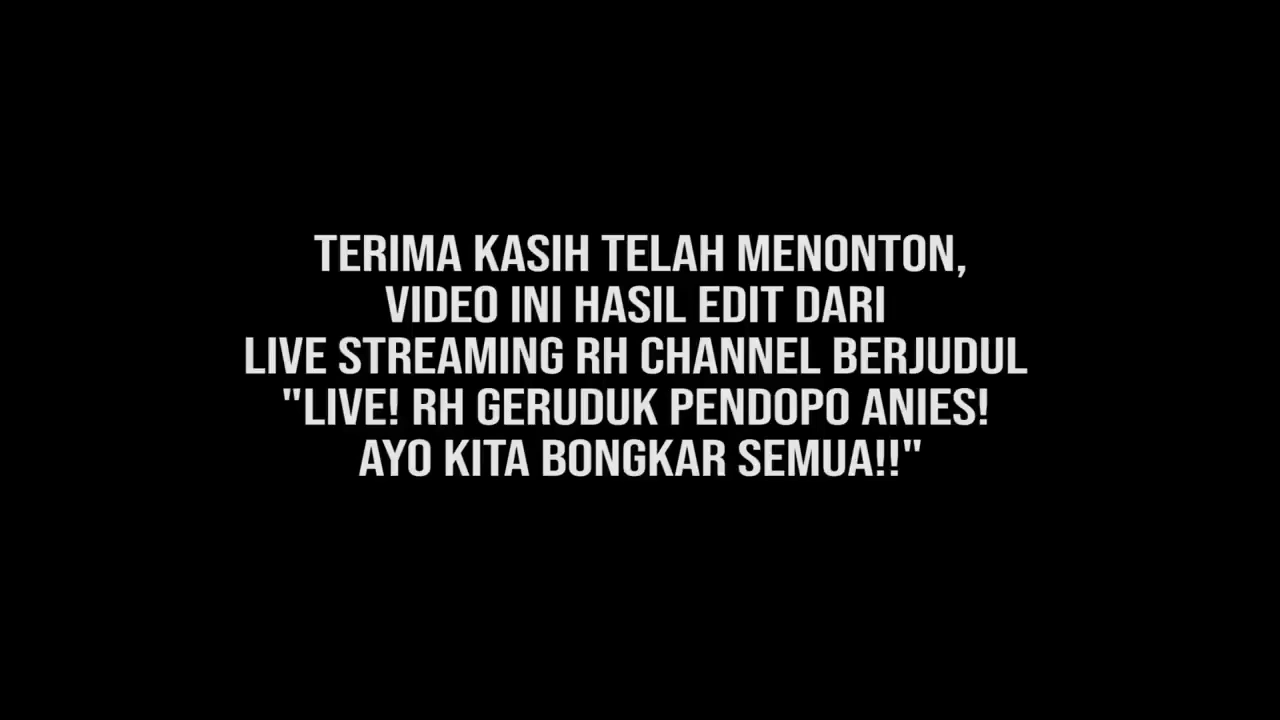 TERIMA KASIH TELAH MENONTON,
VIDEO INI HASIL EDIT DARI
LIVE STREAMING RH CHANNEL BERJUDUL
"LIVE! RH GERUDUK PENDOPO ANIES!
AYO KITA BONGKAR SEMUA!!"